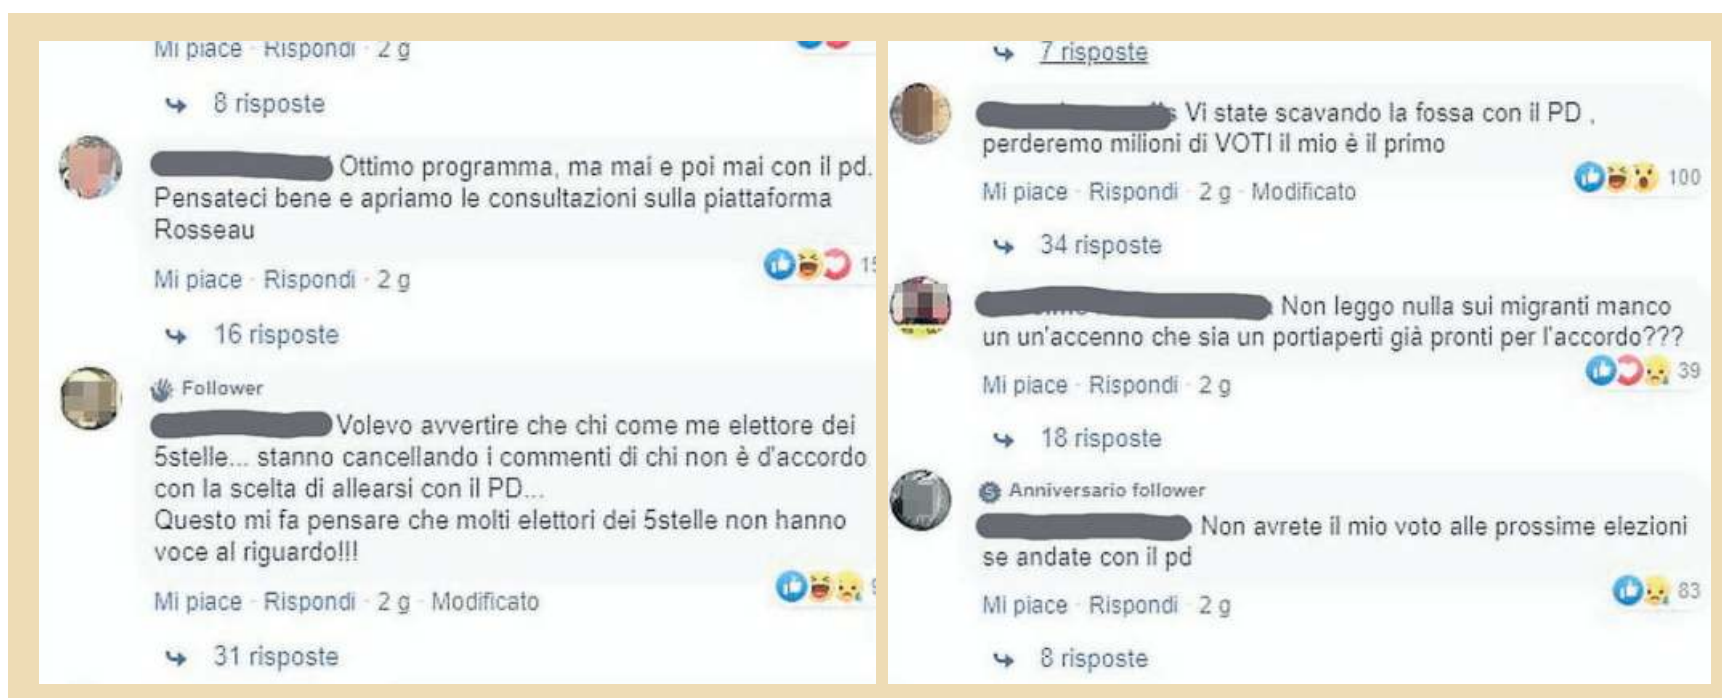 Mi piace · Rispondi · 2 g
8 risposte
Ottimo programma, ma mai e poi mai con il pd.
Pensateci bene e apriamo le consultazioni sulla piattaforma
Rosseau
Mi piace · Rispondi · 2 g
16 risposte
Follower
Volevo avvertire che chi come me elettore dei
5stelle... stanno cancellando i commenti di chi non è d'accordo
con la scelta di allearsi con il PD...
Questo mi fa pensare che molti elettori dei 5stelle non hanno
voce al riguardo!!!
Mi piace · Rispondi · 2 g · Modificato
31 risposte
7 risposte
Vi state scavando la fossa con il PD ,
perderemo milioni di VOTI il mio è il primo
100
Mi piace · Rispondi · 2 g · Modificato
34 risposte
Non leggo nulla sui migranti manco
un un'accenno che sia un portiaperti già pronti per l'accordo???
39
Mi piace · Rispondi · 2 g
18 risposte
Anniversario follower
Non avrete il mio voto alle prossime elezioni
se andate con il pd
83
Mi piace · Rispondi · 2 g
8 risposte